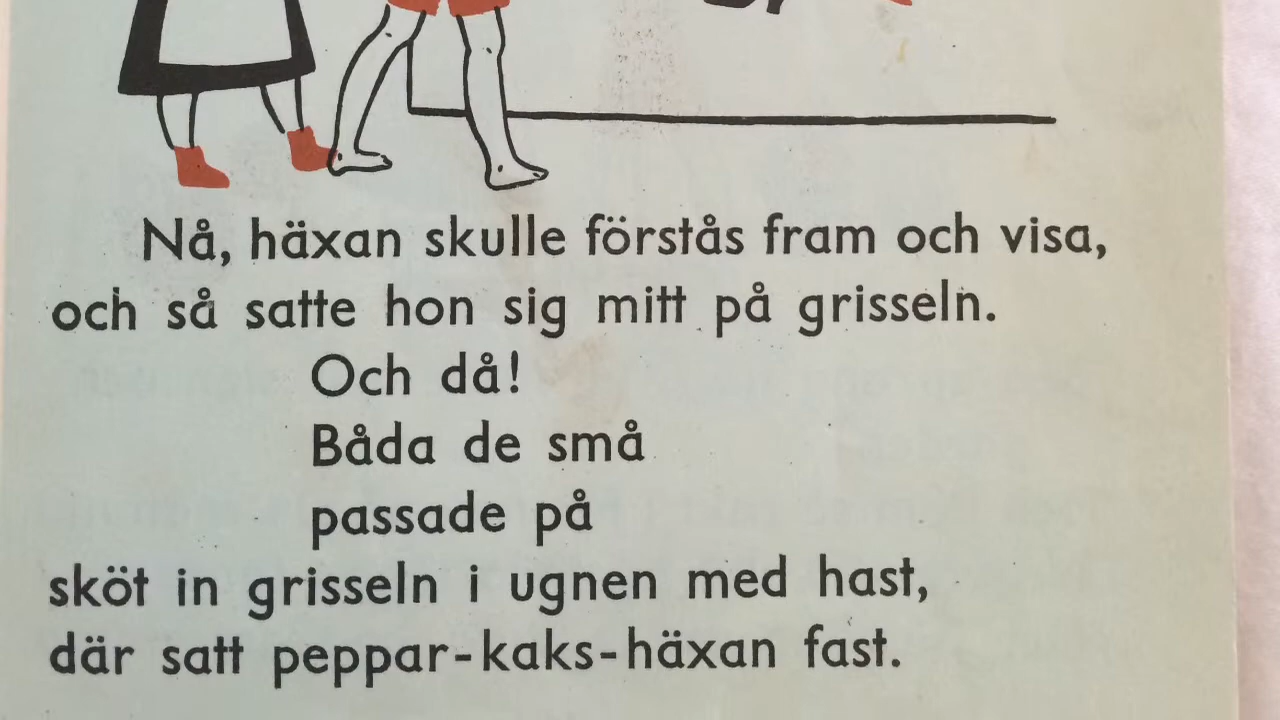 Nå, häxan skulle förstås fram och visa,
och så satte hon sig mitt på grisseln.
Och då!
Båda de små
passade på
sköt in grisseln i ugnen med hast,
där satt peppar-kaks-häxan fast.